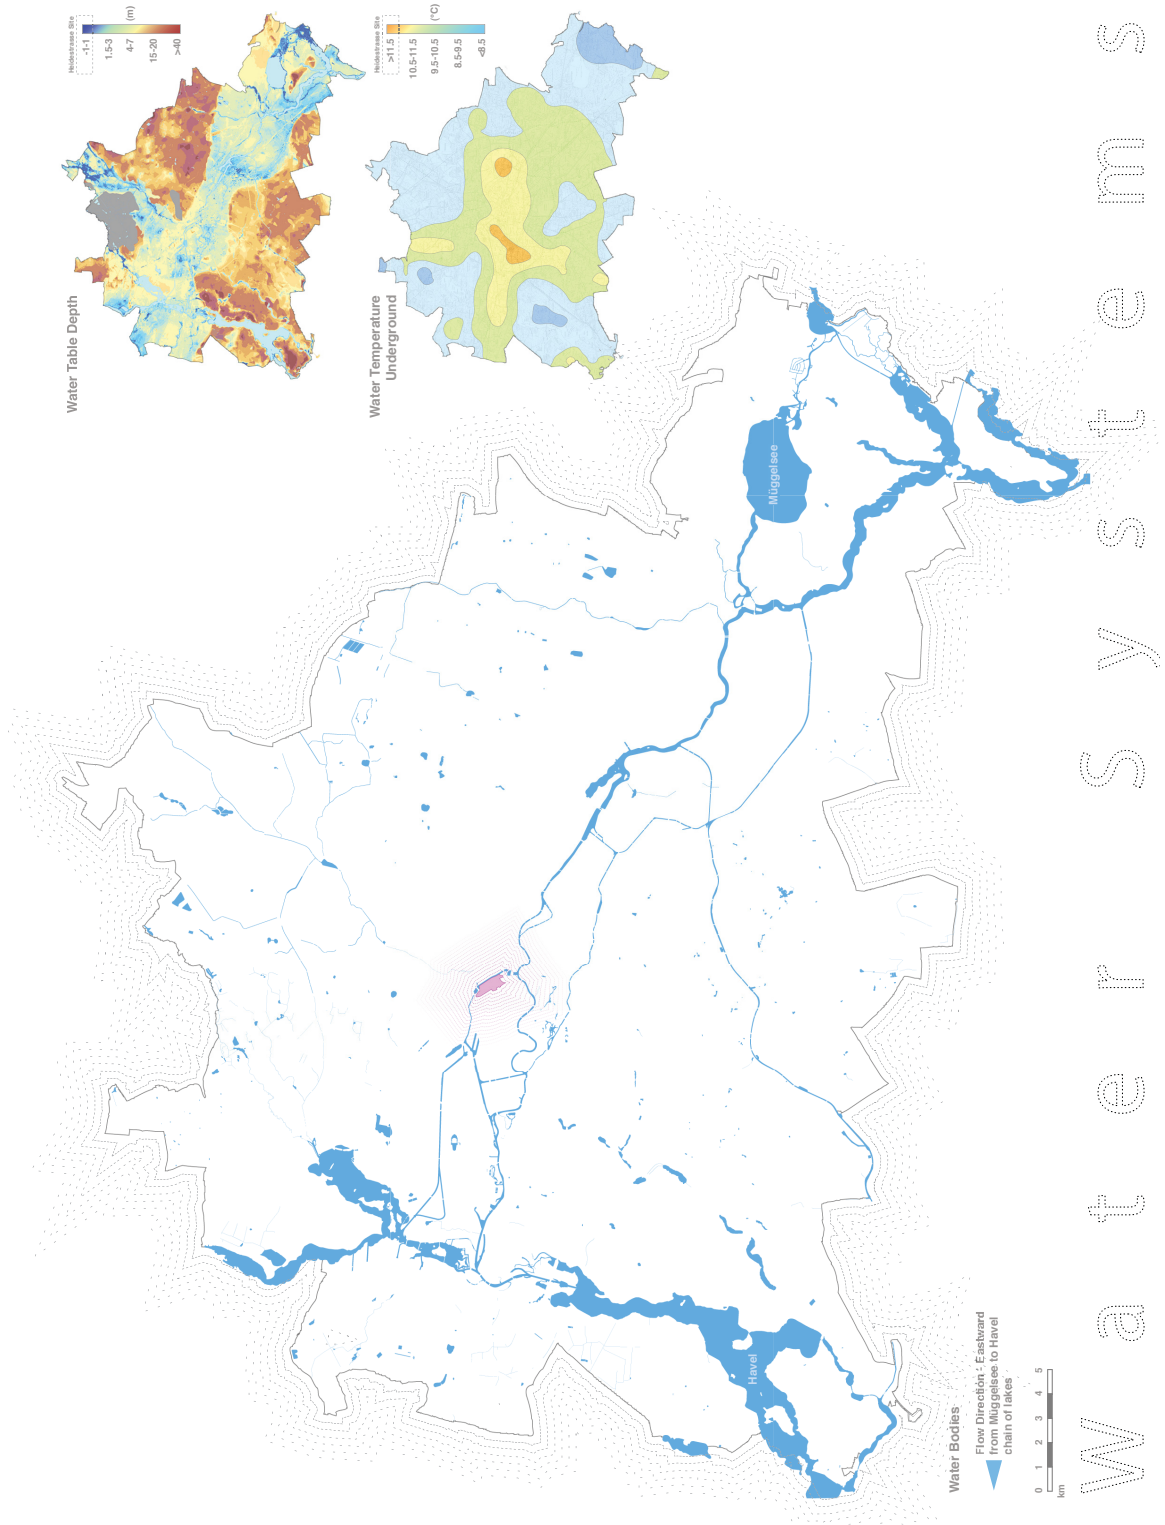 Water Table Depth
Heidestrasse Site
(m)
-1-1
1.5-3
4-7
15-20
>40
Water Temperature
Underground
Heidestrasse Site
(°C)
>11.5
10.5-11.5
9.5-10.5
8.5-9.5
<8.5
Müggelsee
Havel
Water Bodies
Flow Direction : Eastward
from Müggelsee to Havel
chain of lakes
0 1 2 3 4 5
km
Water Systems